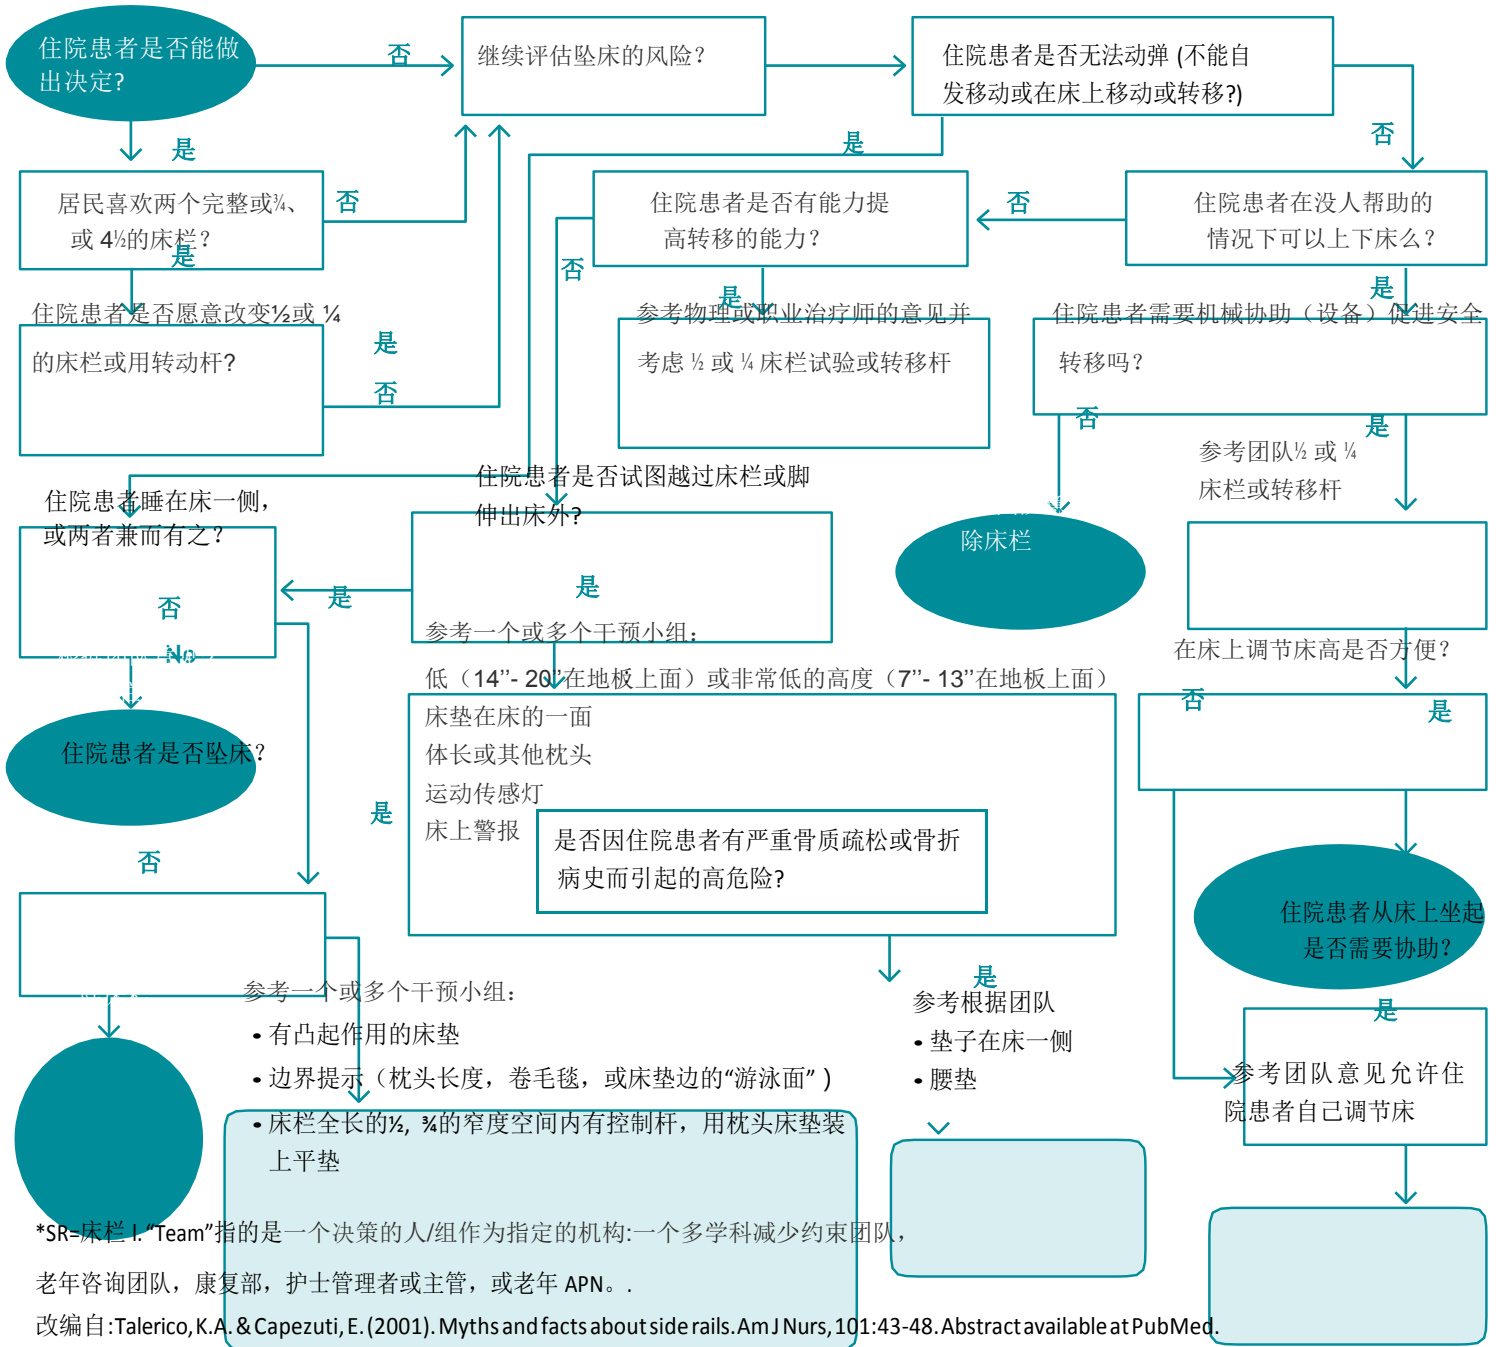 住院患者是否能做
出决定?
否
继续评估坠床的风险？
住院患者是否无法动弹 (不能自
发移动或在床上移动或转移?)
是
是
否
居民喜欢两个完整或¾、
或 4½的床栏？
否
住院患者是否有能力提
高转移的能力？
否
住院患者在没人帮助的
情况下可以上下床么？
是
否
是
是
住院患者是否愿意改变½或 ¼
的床栏或用转动杆?
是
否
参考物理或职业治疗师的意见并
考虑 ½ 或 ¼ 床栏试验或转移杆
住院患者需要机械协助（设备）促进安全
转移吗？
否
是
参考团队½ 或 ¼
床栏或转移杆
住院患者睡在床一侧，
或两者兼而有之？
住院患者是否试图越过床栏或脚
伸出床外?
除床栏
否
是
是
No
参考一个或多个干预小组：
低（14”- 20”在地板上面）或非常低的高度（7”- 13”在地板上面）
床垫在床的一面
体长或其他枕头
运动传感灯
床上警报
在床上调节床高是否方便？
否
是
住院患者是否坠床？
是
否
是否因住院患者有严重骨质疏松或骨折
病史而引起的高危险?
住院患者从床上坐起
是否需要协助？
是
是
参考一个或多个干预小组：
• 有凸起作用的床垫
• 边界提示（枕头长度，卷毛毯，或床垫边的“游泳面” )
• 床栏全长的½, ¾的窄度空间内有控制杆，用枕头床垫装
上平垫
参考根据团队
• 垫子在床一侧
• 腰垫
参考团队意见允许住
院患者自己调节床
*SR=床栏 I. “Team”指的是一个决策的人/组作为指定的机构:一个多学科减少约束团队，
老年咨询团队，康复部，护士管理者或主管，或老年 APN。.
改编自:Talerico, K.A. & Capezuti, E. (2001). Myths and facts about side rails. Am J Nurs, 101:43-48. Abstract available at PubMed.